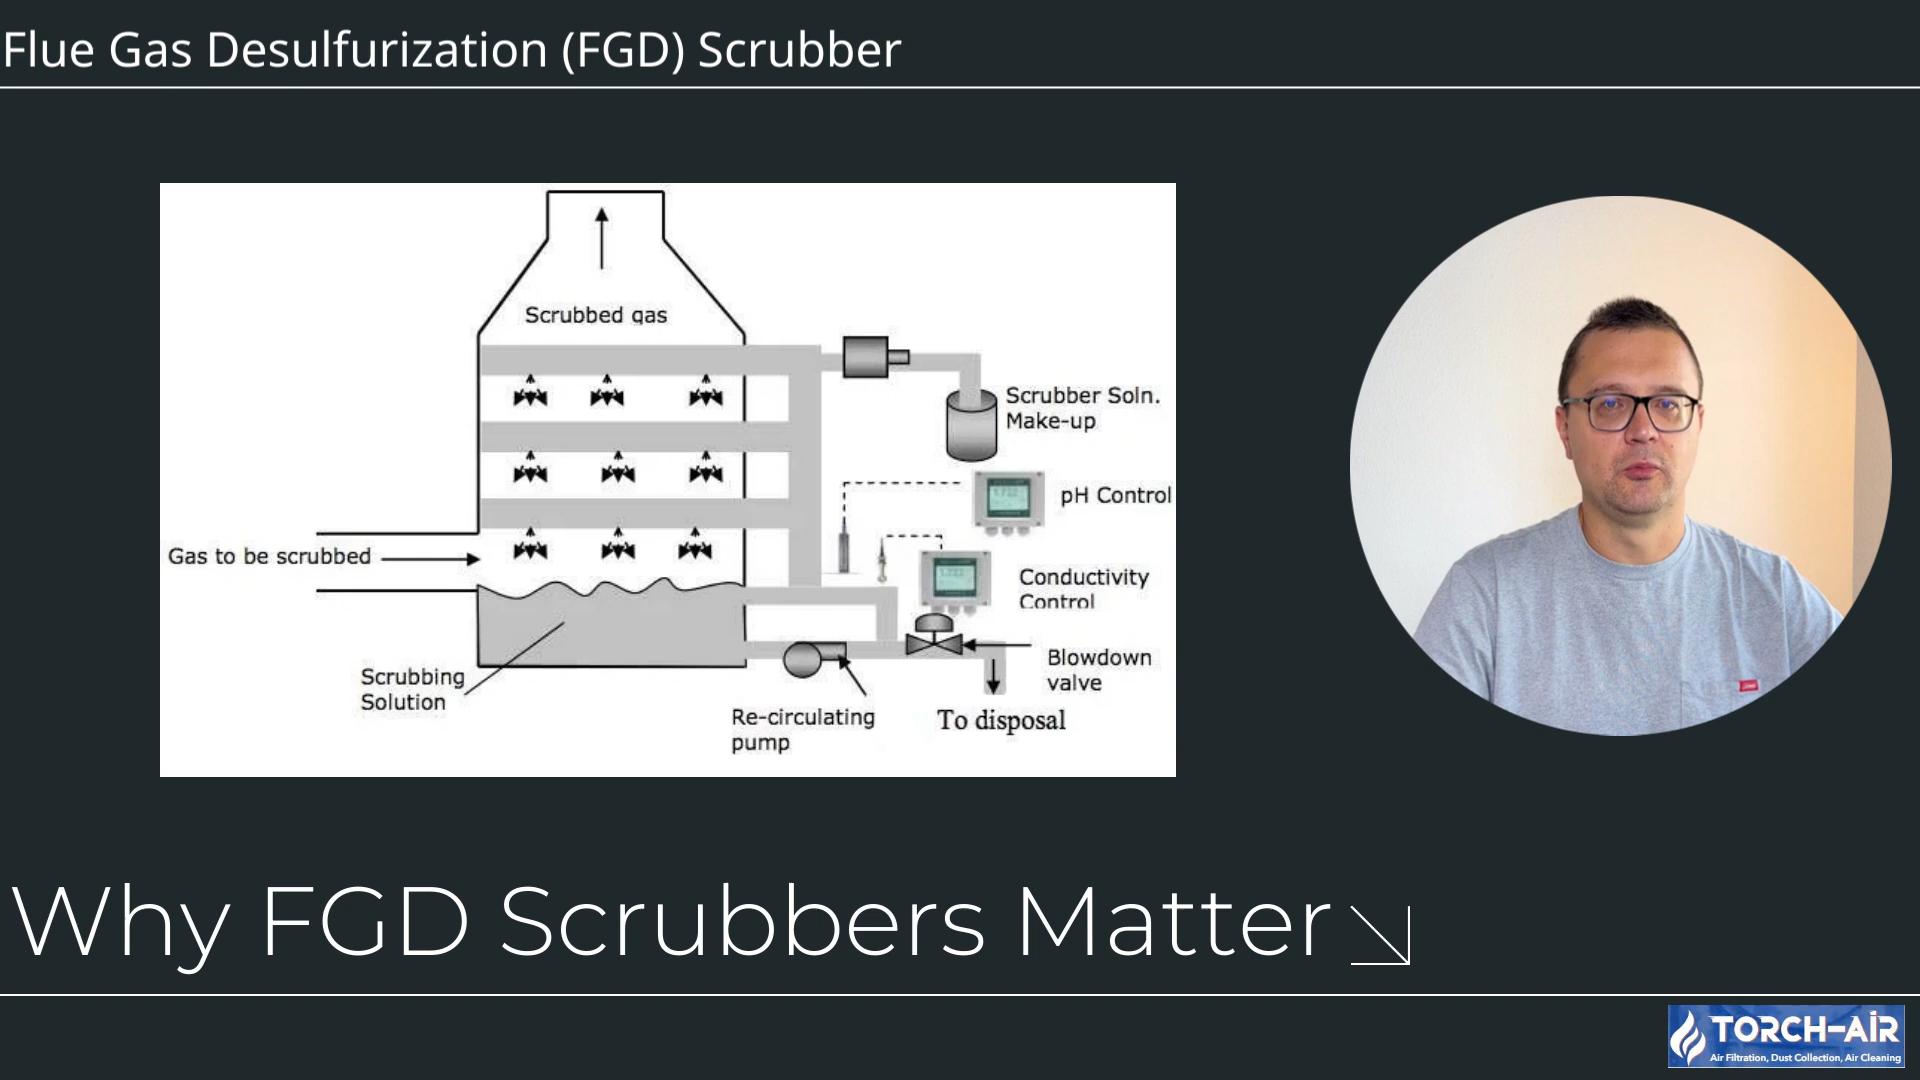 Flue Gas Desulfurization (FGD) Scrubber
Scrubbed gas
Scrubber Soln.
Make-up
pH Control
Gas to be scrubbed
Conductivity
Control
Blowdown
valve
Scrubbing
Solution
Re-circulating
pump
To disposal
Why FGD Scrubbers Matter
TORCH-AIR
Air Filtration, Dust Collection, Air Cleaning